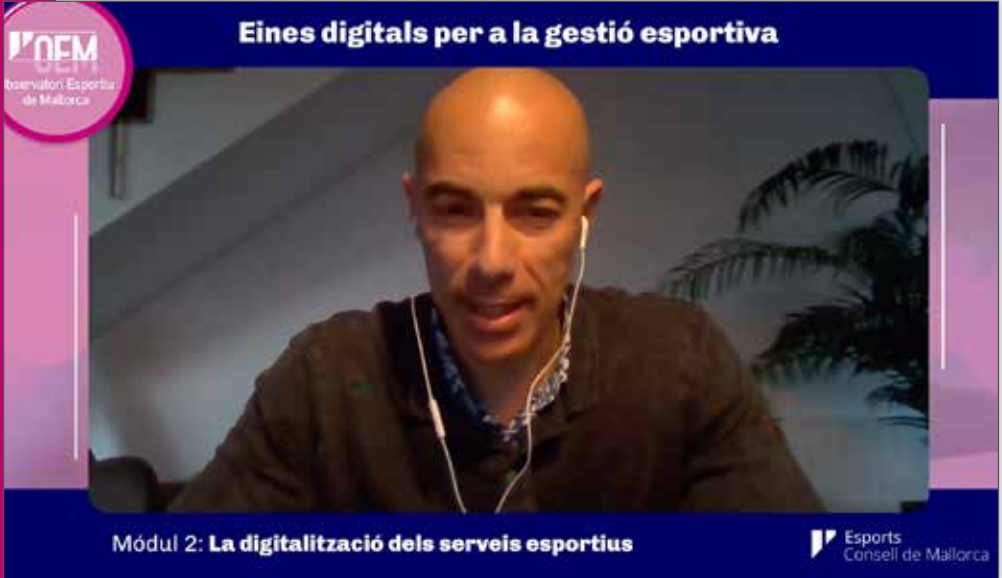 Eines digitals per a la gestió esportiva
OEM
Observatori Esportiu
de Mallorca
Módul 2: La digitalització dels serveis esportius
Esports
Consell de Mallorca